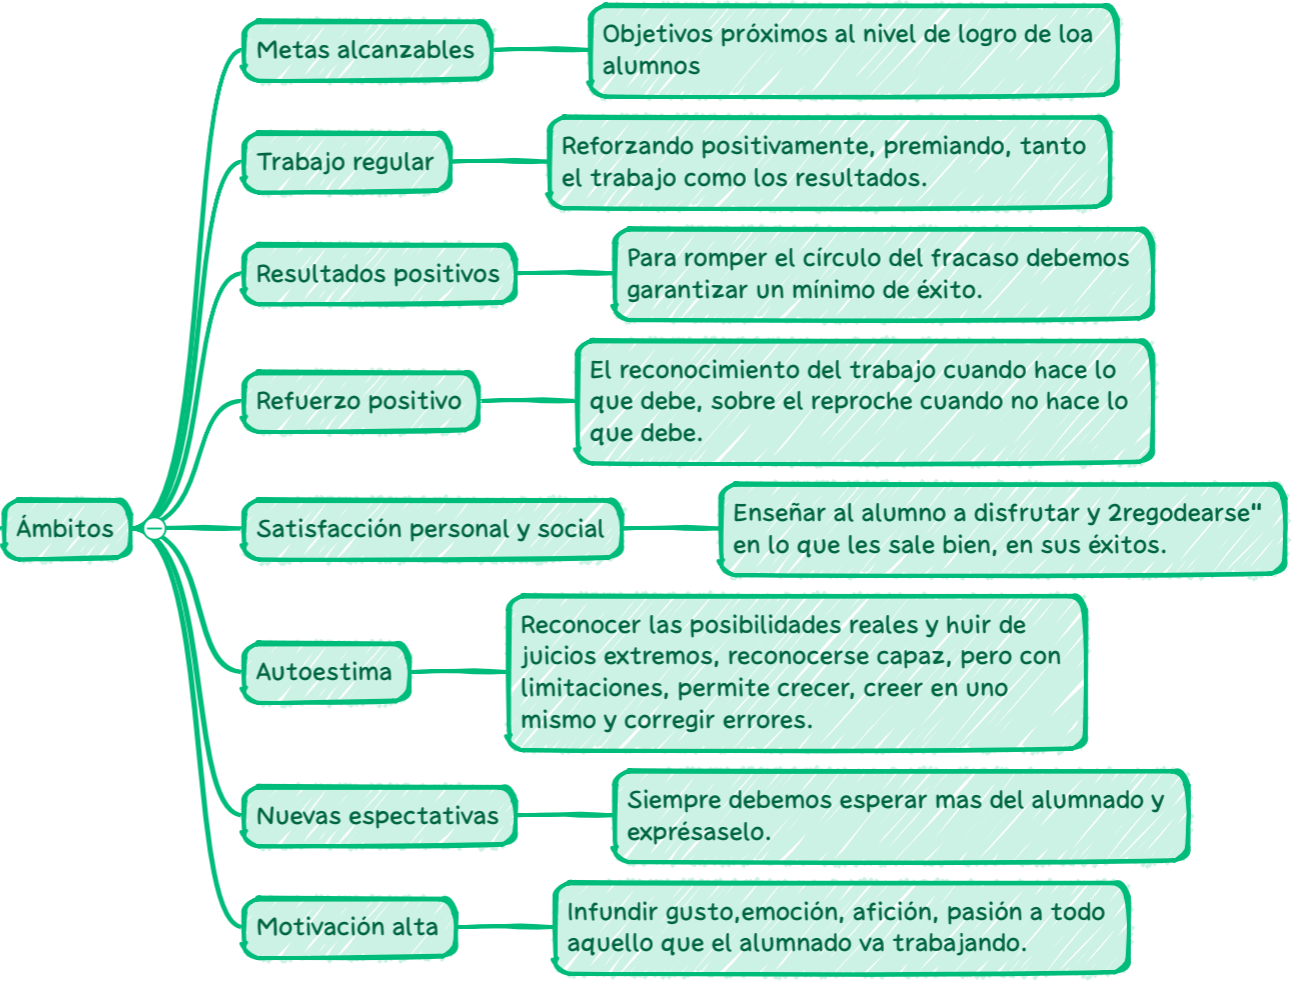 Ámbitos
Metas alcanzables
Objetivos próximos al nivel de logro de loa
alumnos
Trabajo regular
Reforzando positivamente, premiando, tanto
el trabajo como los resultados.
Resultados positivos
Para romper el círculo del fracaso debemos
garantizar un mínimo de éxito.
Refuerzo positivo
El reconocimiento del trabajo cuando hace lo
que debe, sobre el reproche cuando no hace lo
que debe.
Satisfacción personal y social
Enseñar al alumno a disfrutar y 2regodearse"
en lo que les sale bien, en sus éxitos.
Autoestima
Reconocer las posibilidades reales y huir de
juicios extremos, reconocerse capaz, pero con
limitaciones, permite crecer, creer en uno
mismo y corregir errores.
Nuevas espectativas
Siempre debemos esperar mas del alumnado y
exprésaselo.
Motivación alta
Infundir gusto,emoción, afición, pasión a todo
aquello que el alumnado va trabajando.